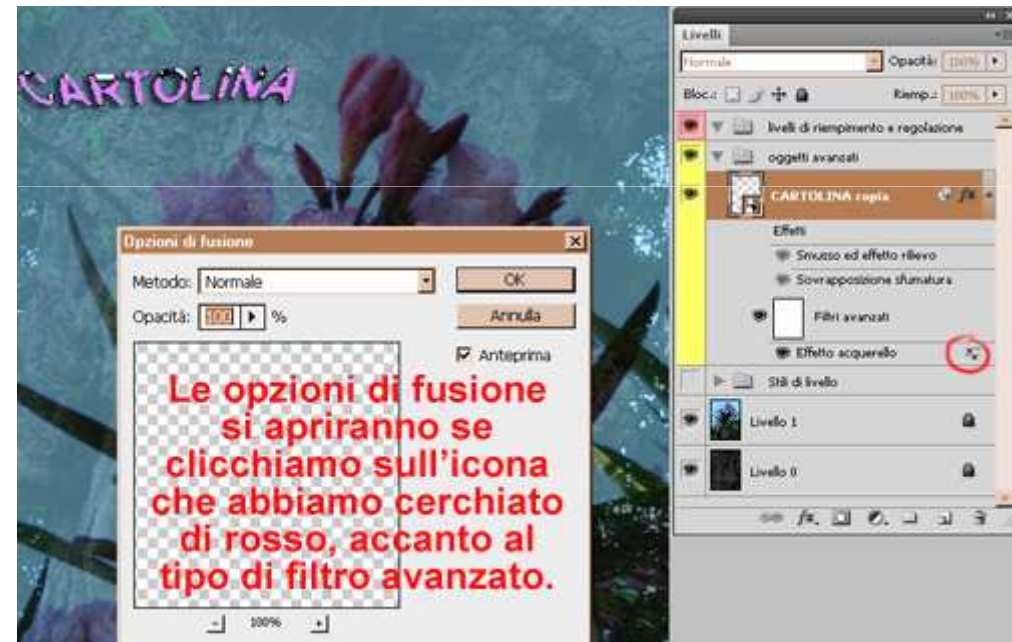 CARTOLINA
Opzioni di fusione
Metodo: Normale
Opacità: 100 %
OK
Annulla
Anteprima
Le opzioni di fusione
si apriranno se
clicchiamo sull'icona
che abbiamo cerchiato
di rosso, accanto al
tipo di filtro avanzato.
100%
Livelli
Normale
Opacità: 100%
Bloc.:
Riemp.: 100%
livelli di riempimento e regolazione
oggetti avanzati
CARTOLINA copia
fx
Effetti
Smusso ed effetto rilievo
Sovrapposizione sfumatura
Filtri avanzati
Effetto acquerello
Stili di livello
Livello 1
Livello 0
fx.